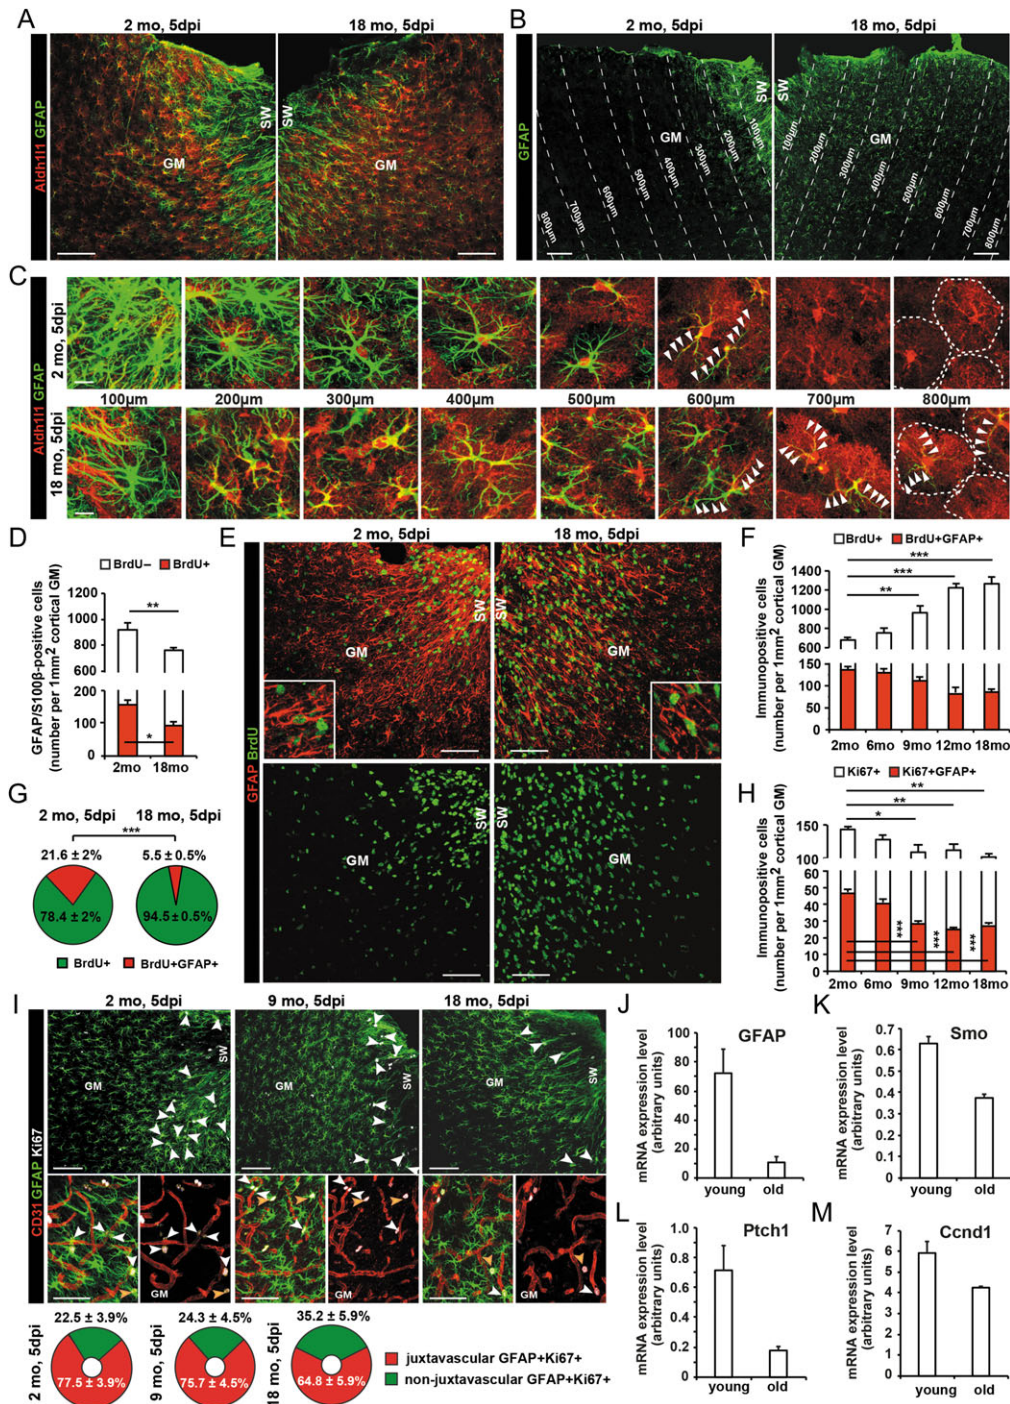 A
2 mo, 5dpi
18 mo, 5dpi
Aldh1l1 GFAP
GM
SW
SW
GM
B
2 mo, 5dpi
18 mo, 5dpi
GFAP
GM
SW
SW
GM
800µm
700µm
600µm
500µm
400µm
300µm
200µm
100µm
100µm
200µm
300µm
400µm
500µm
600µm
700µm
800µm
C
Aldh1l1 GFAP
2 mo, 5dpi
100µm
200µm
300µm
400µm
500µm
600µm
700µm
800µm
18 mo, 5dpi
D
BrdU–
BrdU+
GFAP/S100β-positive cells
(number per 1mm² cortical GM)
1000
800
600
200
100
0
**
*
2mo
18mo
E
2 mo, 5dpi
18 mo, 5dpi
GFAP BrdU
GM
SW
SW
GM
GM
SW
SW
GM
F
BrdU+
BrdU+GFAP+
Immunopositive cells
(number per 1mm² cortical GM)
1400
1200
1000
800
600
150
100
50
0
***
***
**
2mo 6mo 9mo 12mo 18mo
G
2 mo, 5dpi
18 mo, 5dpi
***
21.6 ± 2%
5.5 ± 0.5%
78.4 ± 2%
94.5± 0.5%
BrdU+
BrdU+GFAP+
H
Ki67+
Ki67+GFAP+
Immunopositive cells
(number per 1mm² cortical GM)
150
100
50
40
30
20
10
0
**
**
*
***
***
***
2mo 6mo 9mo 12mo 18mo
I
2 mo, 5dpi
9 mo, 5dpi
18 mo, 5dpi
CD31 GFAP Ki67
GM
SW
GM
SW
GM
SW
GM
GM
GM
2 mo, 5dpi
22.5 ± 3.9%
77.5 ± 3.9%
9 mo, 5dpi
24.3 ± 4.5%
75.7 ± 4.5%
18 mo, 5dpi
35.2 ± 5.9%
64.8 ± 5.9%
juxtavascular GFAP+Ki67+
non-juxtavascular GFAP+Ki67+
J
GFAP
mRNA expression level
(arbitrary units)
100
80
60
40
20
0
young
old
K
Smo
mRNA expression level
(arbitrary units)
0.7
0.6
0.5
0.4
0.3
0.2
0.1
0
young
old
L
Ptch1
mRNA expression level
(arbitrary units)
1.0
0.8
0.6
0.4
0.2
0
young
old
M
Ccnd1
mRNA expression level
(arbitrary units)
7
6
5
4
3
2
1
0
young
old